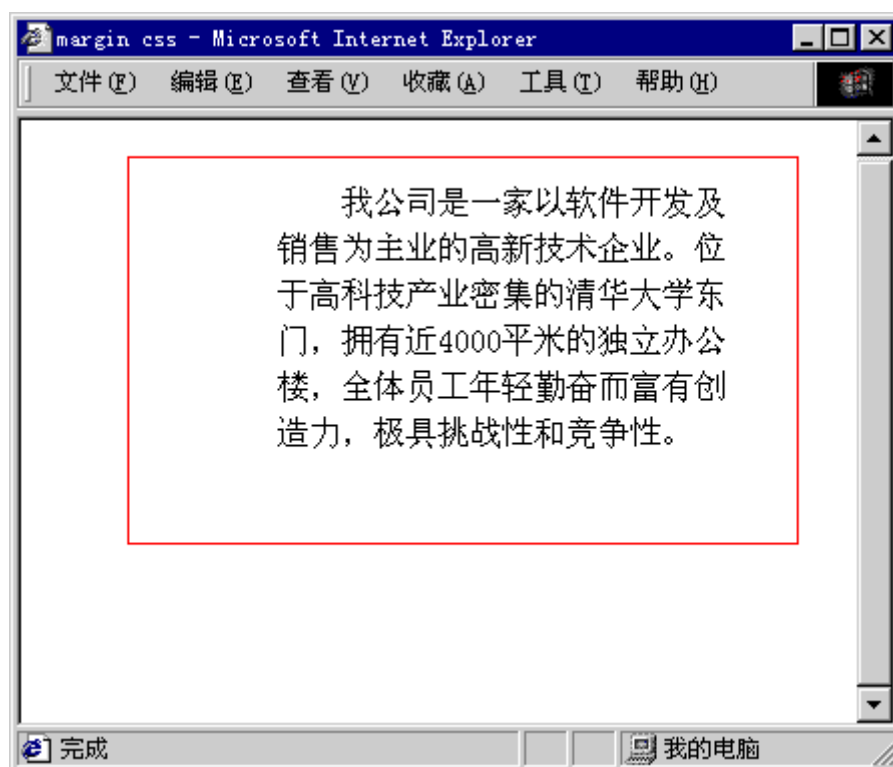 margin css - Microsoft Internet Explorer
文件(F) 编辑(E) 查看(V) 收藏(A) 工具(T) 帮助(H)
我公司是一家以软件开发及
销售为主业的高新技术企业。位
于高科技产业密集的清华大学东
门，拥有近4000平米的独立办公
楼，全体员工年轻勤奋而富有创
造力，极具挑战性和竞争性。
完成 我的电脑